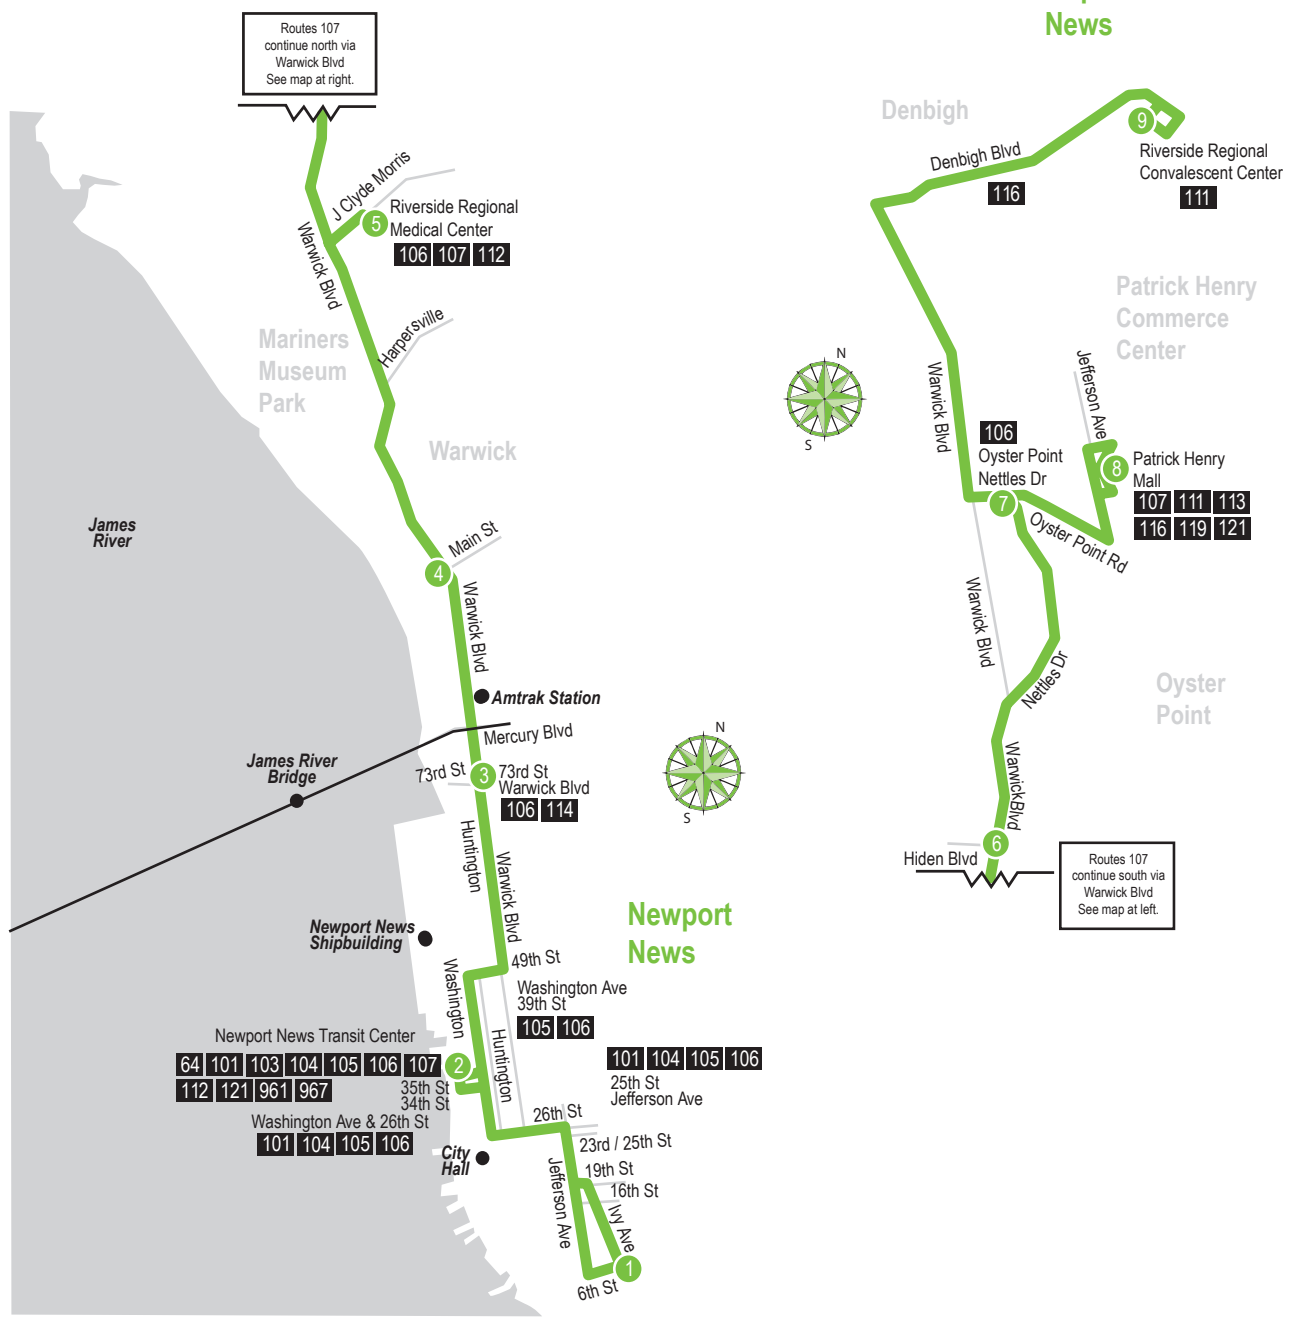 News
Routes 107
continue north via
Warwick Blvd
See map at right.
Denbigh
9
Denbigh Blvd
116
Riverside Regional
Convalescent Center
111
J Clyde Morris
5
Riverside Regional
Medical Center
106 107 112
Warwick Blvd
Harpersville
Mariners
Museum
Park
Warwick
Patrick Henry
Commerce
Center
N
S
Jefferson Ave
Warwick Blvd
106
Oyster Point
Nettles Dr
7
8
Patrick Henry
Mall
107 111 113
116 119 121
Oyster Point Rd
James
River
Main St
4
Warwick Blvd
Warwick Blvd
Nettles Dr
Oyster
Point
Amtrak Station
Mercury Blvd
James River
Bridge
73rd St
3
73rd St
Warwick Blvd
106 114
N
S
WarwickBlvd
6
Hiden Blvd
Routes 107
continue south via
Warwick Blvd
See map at left.
Huntington
Warwick Blvd
Newport
News
Newport News
Shipbuilding
49th St
Washington
Washington Ave
39th St
105 106
Huntington
Newport News Transit Center
64 101 103 104 105 106 107
112 121 961 967
2
35th St
34th St
101 104 105 106
25th St
Jefferson Ave
Washington Ave & 26th St
101 104 105 106
26th St
City
Hall
23rd / 25th St
19th St
16th St
Jefferson Ave
Ivy Ave
1
6th St